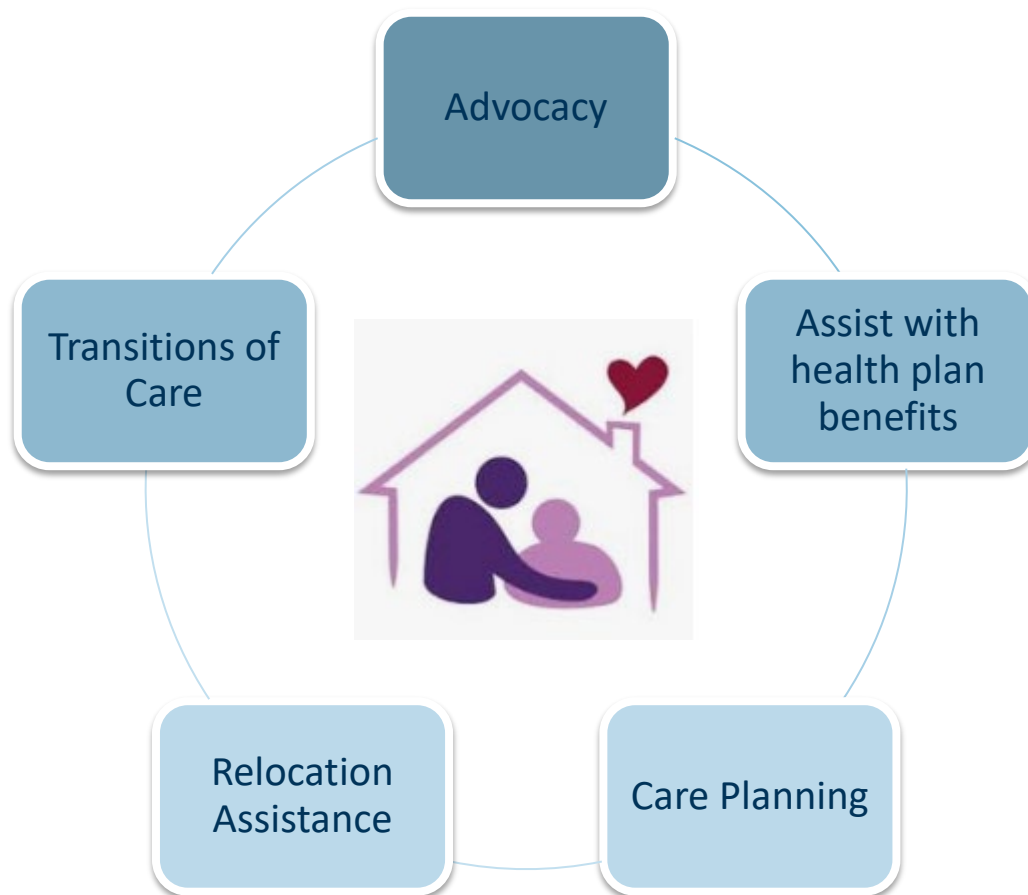 Advocacy
Assist with
health plan
benefits
Care Planning
Relocation
Assistance
Transitions of
Care